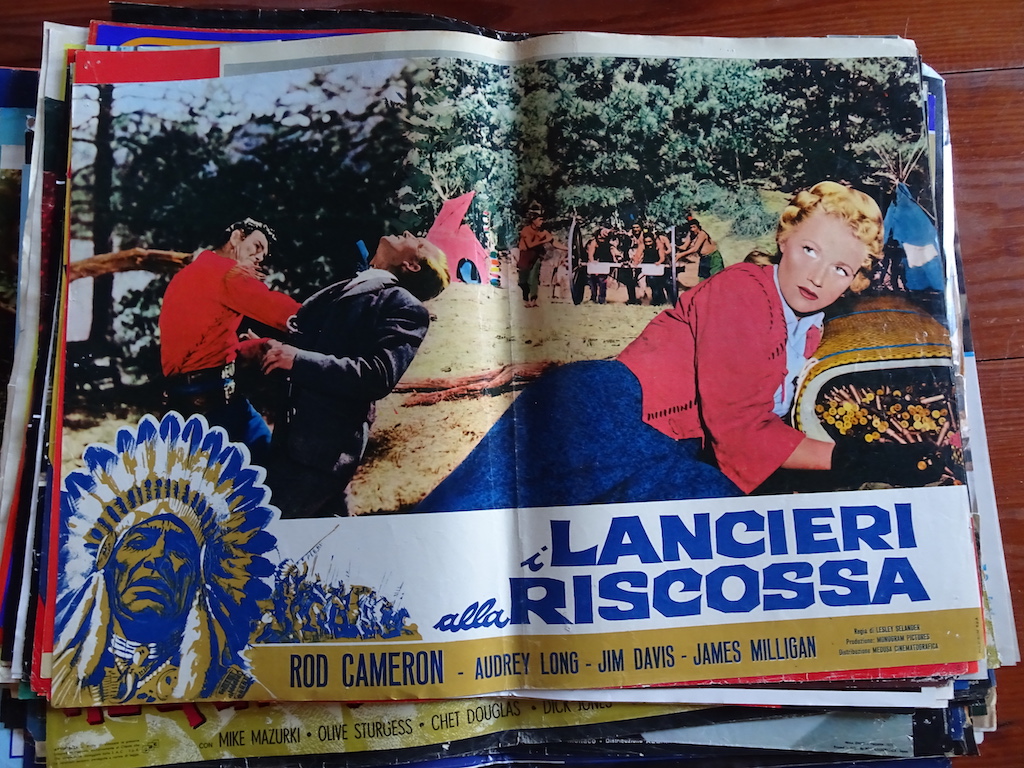 i LANCIERI
alla RISCOSSA
Regia di LESLEY SELANDER
Produzione: MONOGRAM PICTURES
Distribuzione MEDUSA CINEMATOGRAFICA
ROD CAMERON - AUDREY LONG - JIM DAVIS - JAMES MILLIGAN
CON MIKE MAZURKI • OLIVE STURGESS • CHET DOUGLAS • DICK JONES